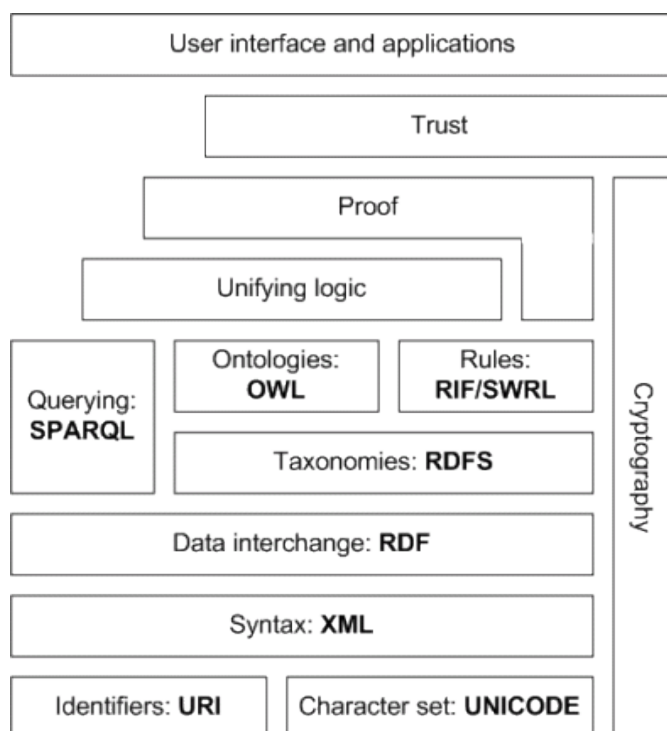 User interface and applications
Trust
Proof
Unifying logic
Querying:
SPARQL
Ontologies:
OWL
Rules:
RIF/SWRL
Taxonomies: RDFS
Data interchange: RDF
Syntax: XML
Identifiers: URI
Character set: UNICODE
Cryptography